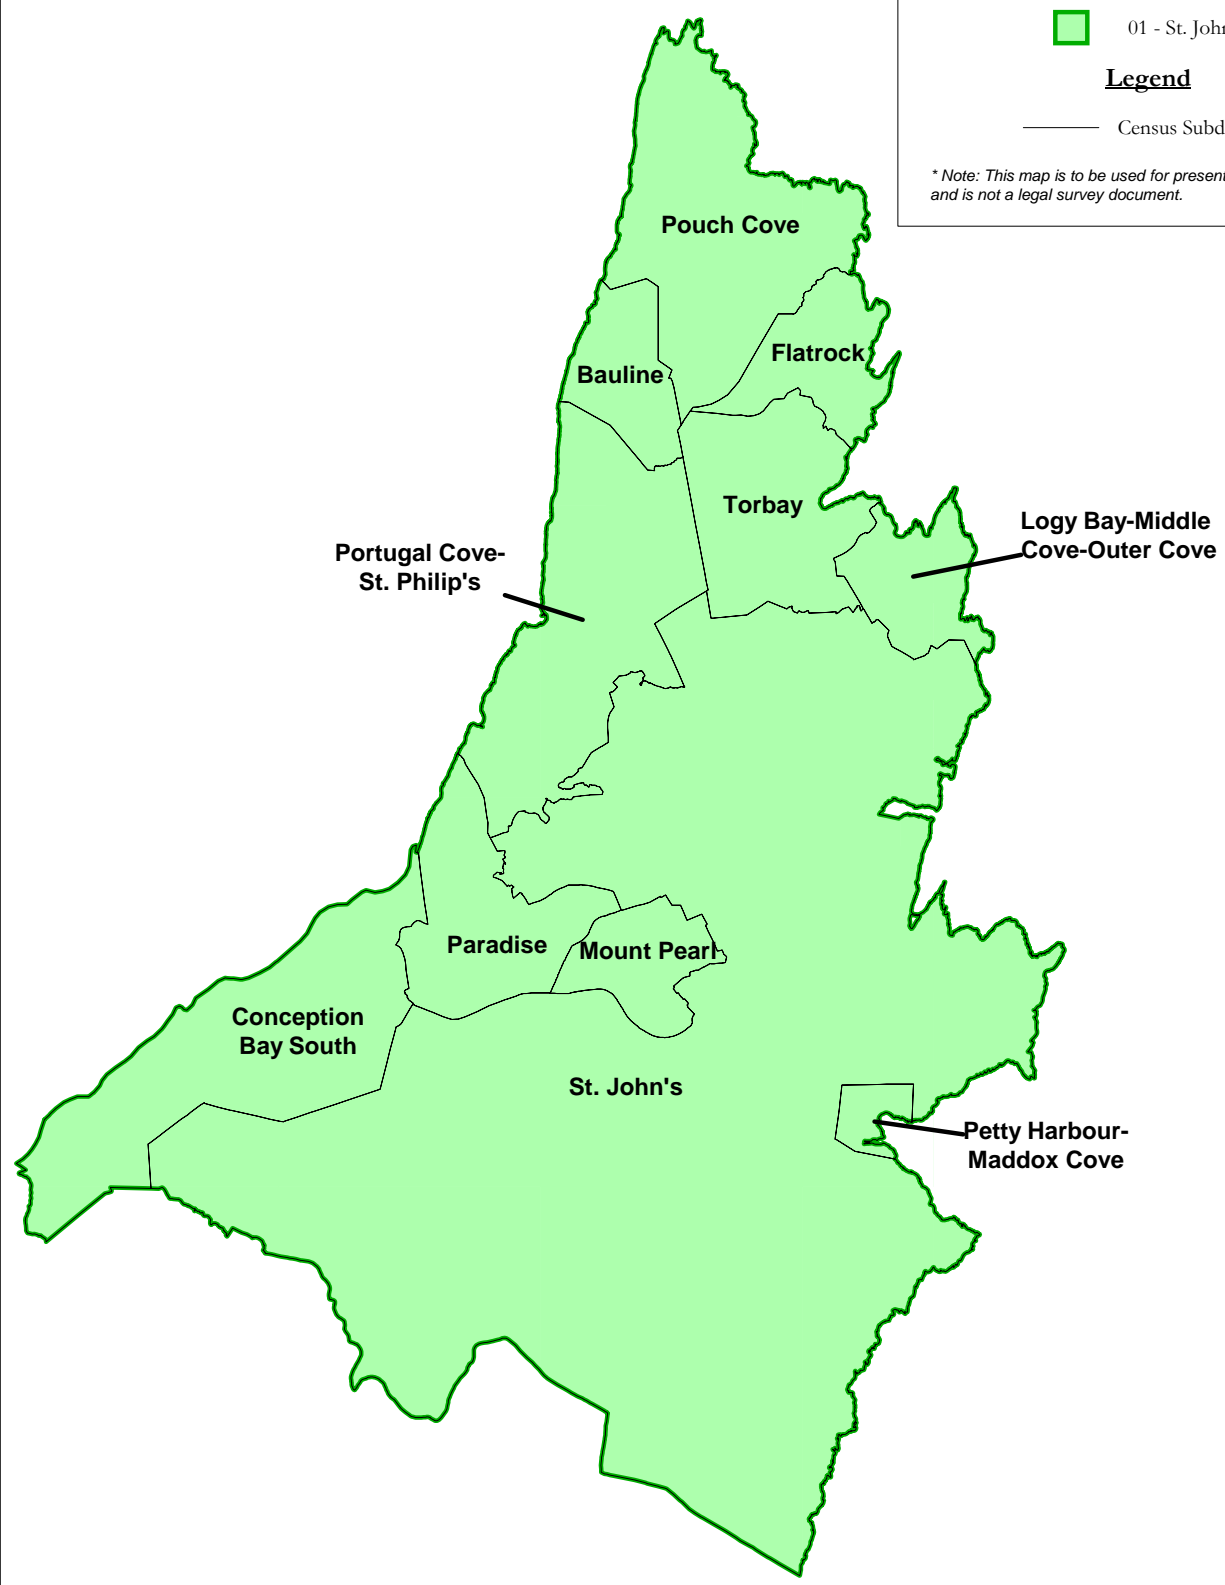 01 - St. John
Legend
Census Subd
* Note: This map is to be used for present
and is not a legal survey document.
Pouch Cove
Flatrock
Bauline
Torbay
Logy Bay-Middle
Cove-Outer Cove
Portugal Cove-
St. Philip's
Paradise
Mount Pearl
Conception
Bay South
St. John's
Petty Harbour-
Maddox Cove